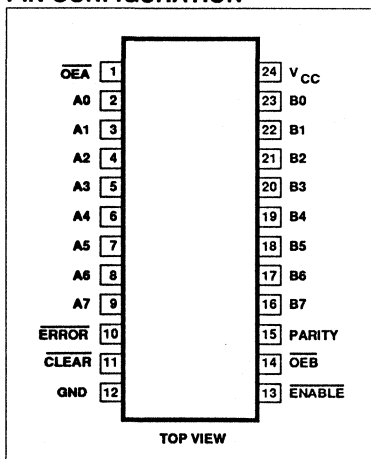 PIN CONFIGURATION
OEA 1 24 VCC
A0 2 23 B0
A1 3 22 B1
A2 4 21 B2
A3 5 20 B3
A4 6 19 B4
A5 7 18 B5
A6 8 17 B6
A7 9 16 B7
ERROR 10 15 PARITY
CLEAR 11 14 OEB
GND 12 13 ENABLE
TOP VIEW